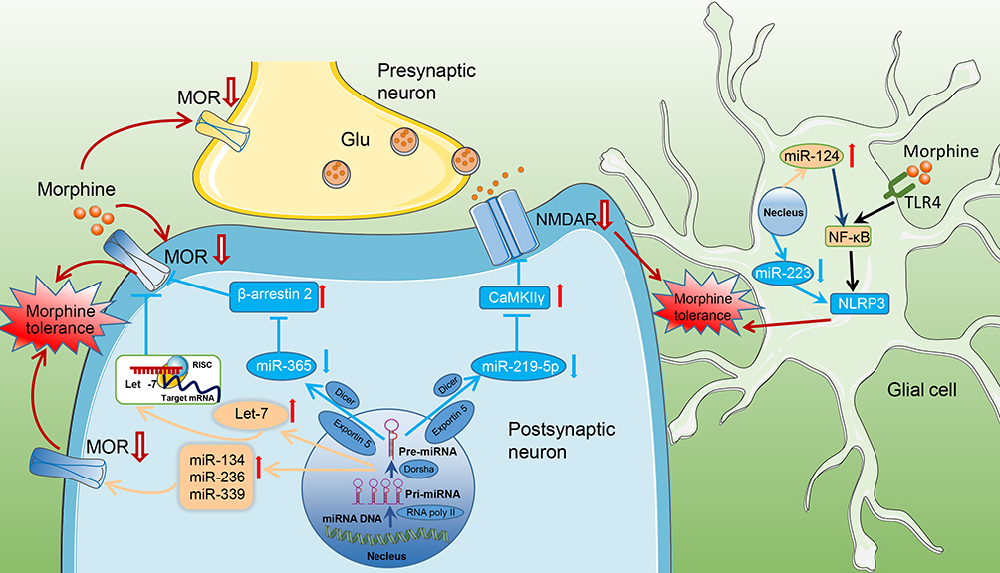 Presynaptic
neuron
MOR
Glu
Morphine
MOR
NMDAR
β-arrestin 2
CaMKIIγ
Morphine
tolerance
miR-365
miR-219-5p
RISC
Let -7
Target mRNA
Dicer
Dicer
Let-7
Exportin 5
Exportin 5
Postsynaptic
neuron
MOR
miR-134
miR-236
miR-339
Pre-miRNA
Dorsha
Pri-miRNA
RNA poly II
miRNA DNA
Necleus
miR-124
Morphine
TLR4
Necleus
NF-κB
miR-223
NLRP3
Morphine
tolerance
Glial cell